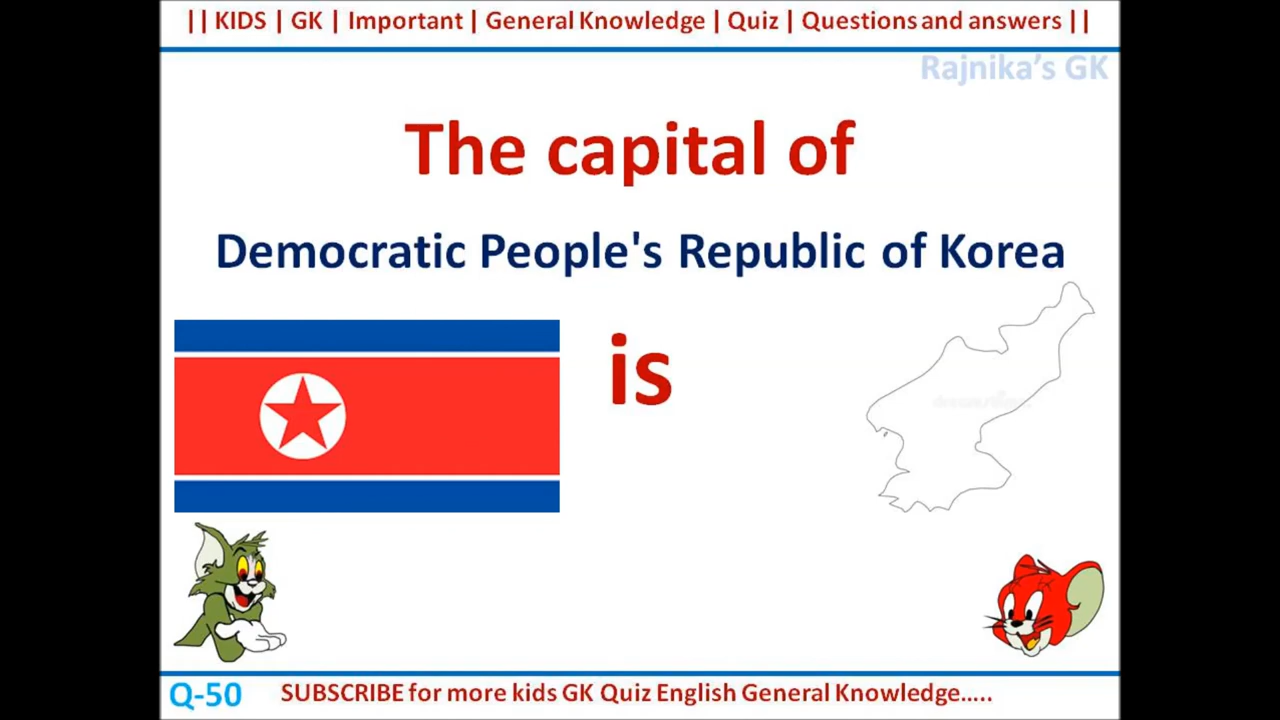 || KIDS | GK | Important | General Knowledge | Quiz | Questions and answers ||
Rajnika's GK
The capital of
Democratic People's Republic of Korea
is
Q-50
SUBSCRIBE for more kids GK Quiz English General Knowledge.....